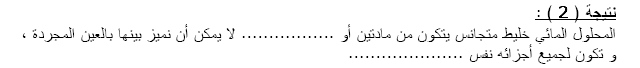 نتيجة ( 2 ) :
المحلول المائي خليط متجانس يتكون من مادتين أو ................. لا يمكن أن نميز بينها بالعين المجردة ،
و تكون لجميع أجزائه نفس .....................